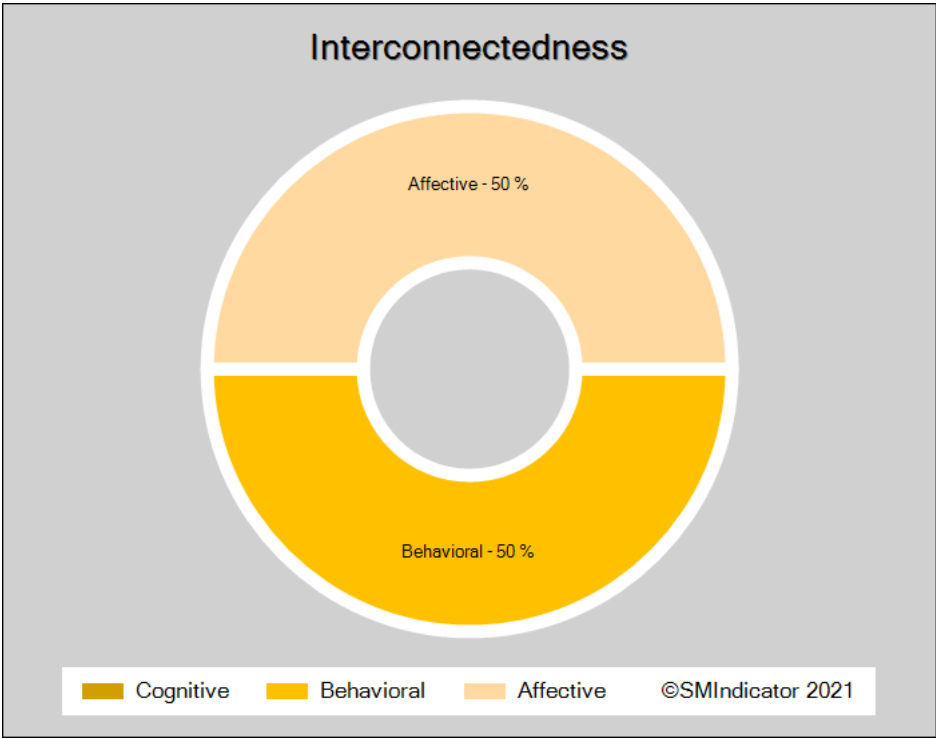 Interconnectedness
Affective - 50 %
Behavioral - 50 %
Cognitive Behavioral Affective ©SMIndicator 2021